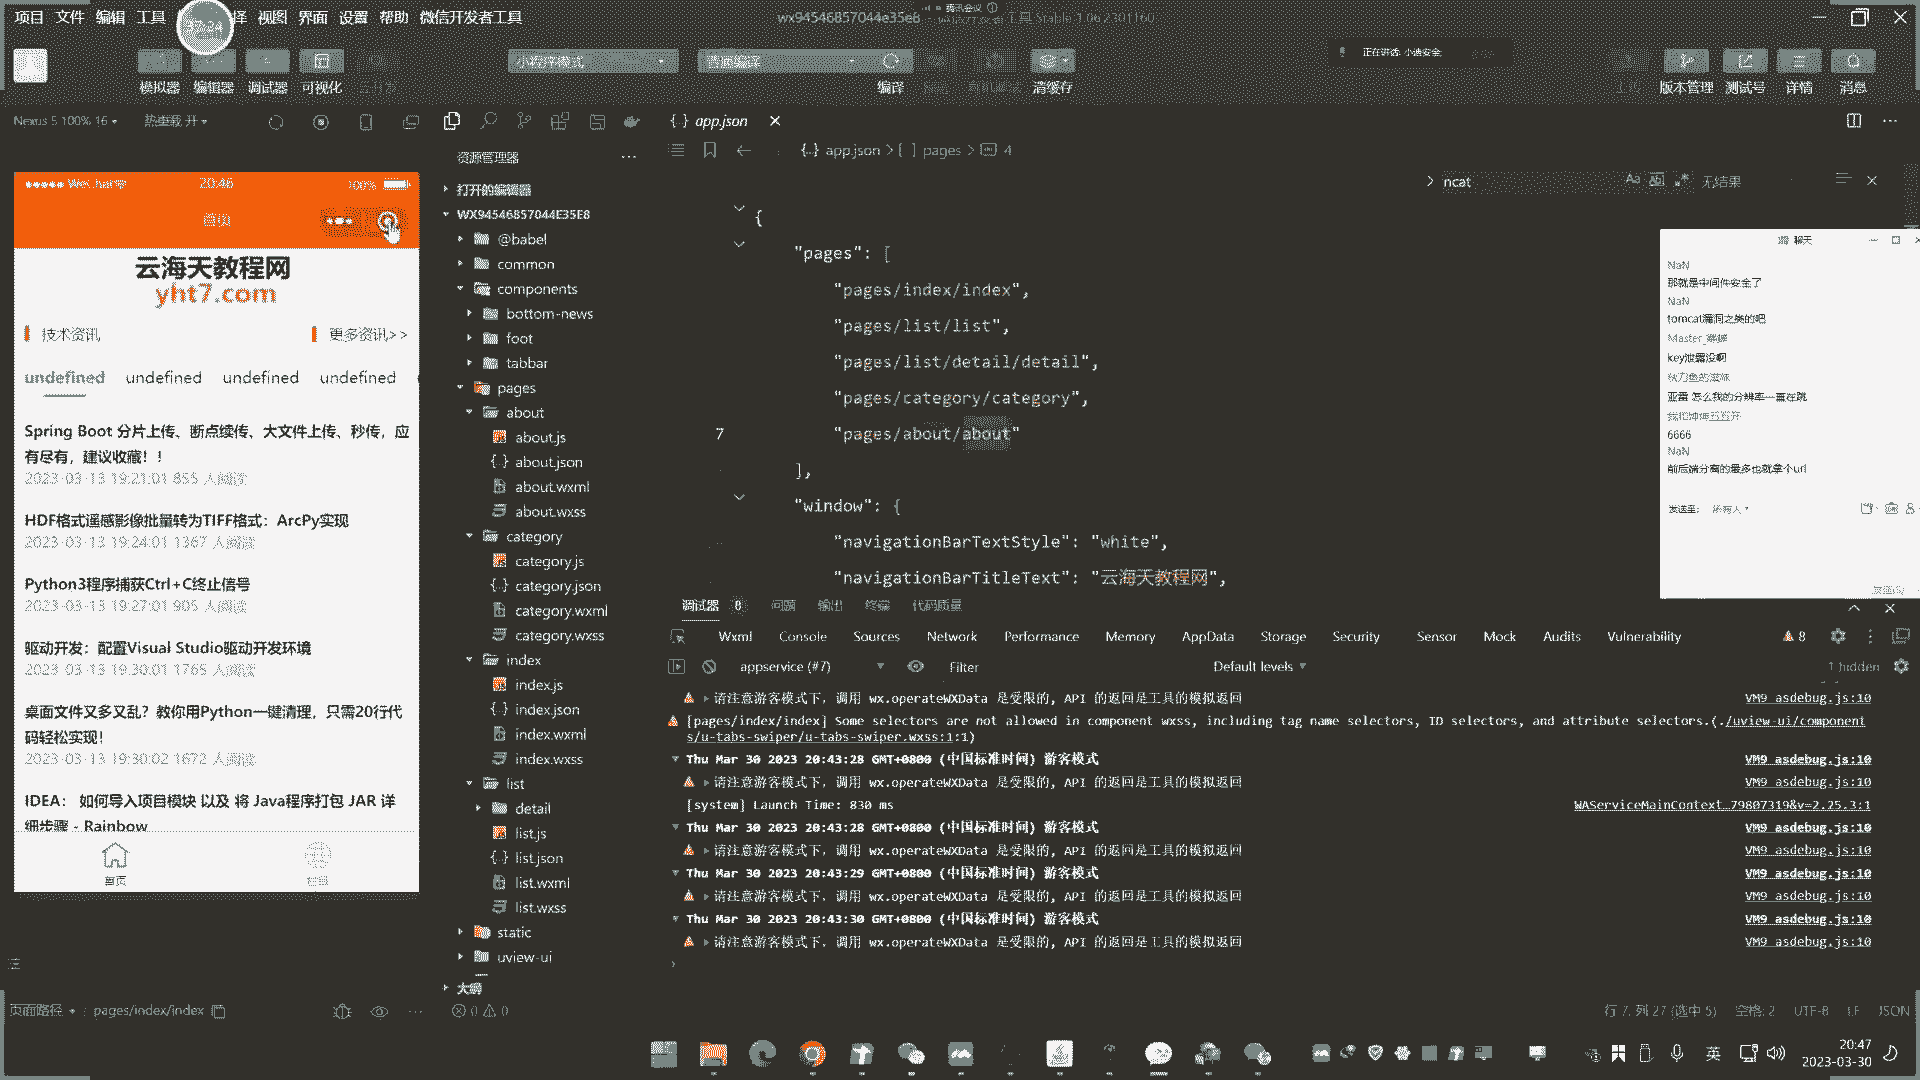 项目 文件 编辑 工具 择 视图 界面 设置 帮助 微信开发者工具
wx94546857044e35e8
腾讯会议
工具 Stable 1.06.2301160
模拟器 编辑器 调试器 可视化
小程序模式
普通编译
编译
清缓存
正在讲话: 小迪安全;
版本管理 测试号 详情 消息
Nexus 5 100% 16
热重载 开
WeChat
20:46
100%
云海天教程网
yht7.com
技术资讯
更多资讯>>
undefined undefined undefined undefined
Spring Boot 分片上传、断点续传、大文件上传、秒传，应
有尽有，建议收藏！！
2023-03-13 19:21:01 855 人阅读
HDF格式遥感影像批量转为TIFF格式：ArcPy实现
2023-03-13 19:24:01 1367 人阅读
Python3程序捕获Ctrl+C终止信号
2023-03-13 19:27:01 905 人阅读
驱动开发：配置Visual Studio驱动开发环境
2023-03-13 19:30:01 1765 人阅读
桌面文件又多又乱？教你用Python一键清理，只需20行代
码轻松实现！
2023-03-13 19:30:02 1672 人阅读
IDEA： 如何导入项目模块 以及 将 Java程序打包 JAR 详
细步骤 - Rainbow
首页
页面路径
pages/index/index
资源管理器
打开的编辑器
WX94546857044E35E8
@babel
common
components
bottom-news
foot
tabbar
pages
about
about.js
about.json
about.wxml
about.wxss
category
category.js
category.json
category.wxml
category.wxss
index
index.js
index.json
index.wxml
index.wxss
list
detail
list.js
list.json
list.wxml
list.wxss
static
uview-ui
大纲
0 0
{} app.json
{..} app.json > [ ] pages > 4
ncat
Aa Ab 无结果
{
"pages": [
"pages/index/index",
"pages/list/list",
"pages/list/detail/detail",
"pages/category/category",
7
"pages/about/about"
],
"window": {
"navigationBarTextStyle": "white",
"navigationBarTitleText": "云海天教程网",
聊天
NaN
那就是中间件安全了
NaN
tomcat漏洞之类的吧
key泄露没啊
亚雷 怎么我的分辨率一直在跳
6666
NaN
前后端分离的最多也就拿个url
发送至: 所有人
调试器 8 问题 输出 终端 代码质量
Wxml Console Sources Network Performance Memory AppData Storage Security Sensor Mock Audits Vulnerability
8
appservice (#7)
Filter
Default levels
1 hidden
请注意游客模式下，调用 wx.operateWXData 是受限的, API 的返回是工具的模拟返回 VM9 asdebug.js:10
[pages/index/index] Some selectors are not allowed in component wxss, including tag name selectors, ID selectors, and attribute selectors.(./uview-ui/component
s/u-tabs-swiper/u-tabs-swiper.wxss:1:1)
Thu Mar 30 2023 20:43:28 GMT+0800 (中国标准时间) 游客模式 VM9 asdebug.js:10
请注意游客模式下，调用 wx.operateWXData 是受限的, API 的返回是工具的模拟返回 VM9 asdebug.js:10
[system] Launch Time: 830 ms WAServiceMainContext…79807319&v=2.25.3:1
Thu Mar 30 2023 20:43:28 GMT+0800 (中国标准时间) 游客模式 VM9 asdebug.js:10
请注意游客模式下，调用 wx.operateWXData 是受限的, API 的返回是工具的模拟返回 VM9 asdebug.js:10
Thu Mar 30 2023 20:43:29 GMT+0800 (中国标准时间) 游客模式 VM9 asdebug.js:10
请注意游客模式下，调用 wx.operateWXData 是受限的, API 的返回是工具的模拟返回 VM9 asdebug.js:10
Thu Mar 30 2023 20:43:30 GMT+0800 (中国标准时间) 游客模式 VM9 asdebug.js:10
请注意游客模式下，调用 wx.operateWXData 是受限的, API 的返回是工具的模拟返回 VM9 asdebug.js:10
行 7, 列 27 (选中 5) 空格: 2 UTF-8 LF JSON
英
20:47
2023-03-30